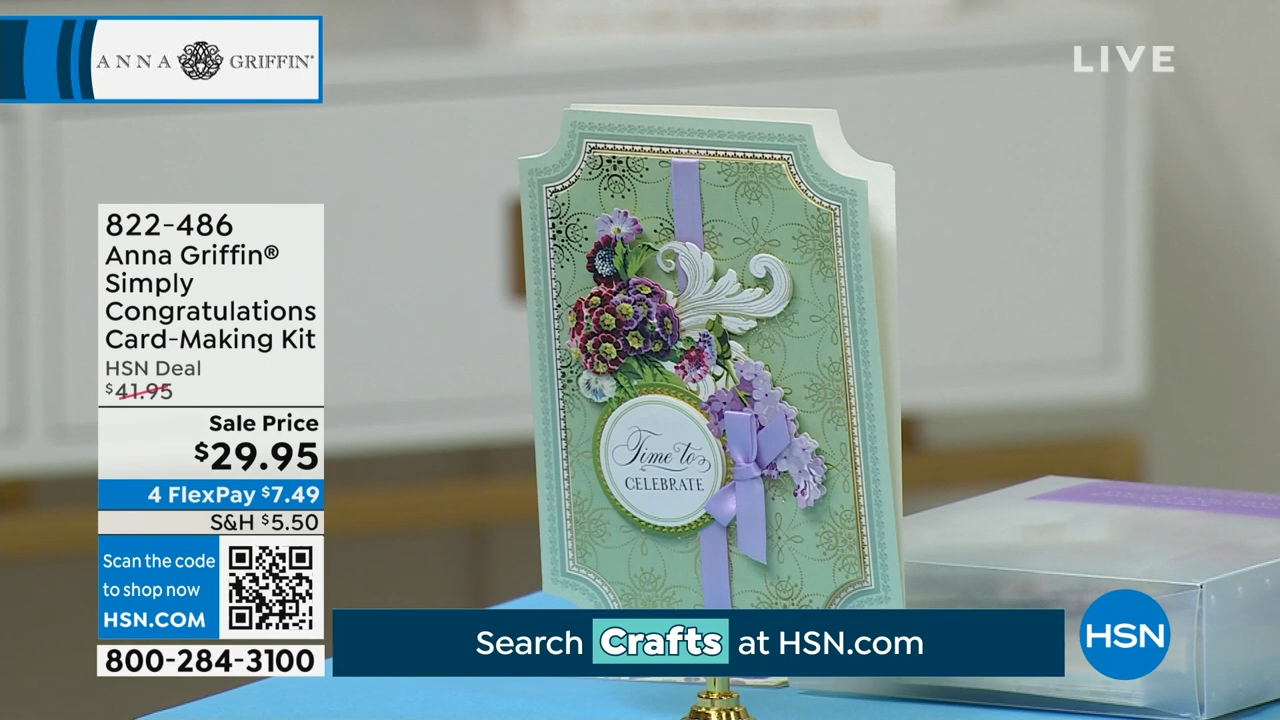 ANNA GRIFFIN®
LIVE
822-486
Anna Griffin®
Simply
Congratulations
Card-Making Kit
HSN Deal
$41.95
Sale Price
$29.95
4 FlexPay $7.49
S&H $5.50
Scan the code
to shop now
HSN.COM
800-284-3100
Time to
CELEBRATE
Search Crafts at HSN.com
HSN